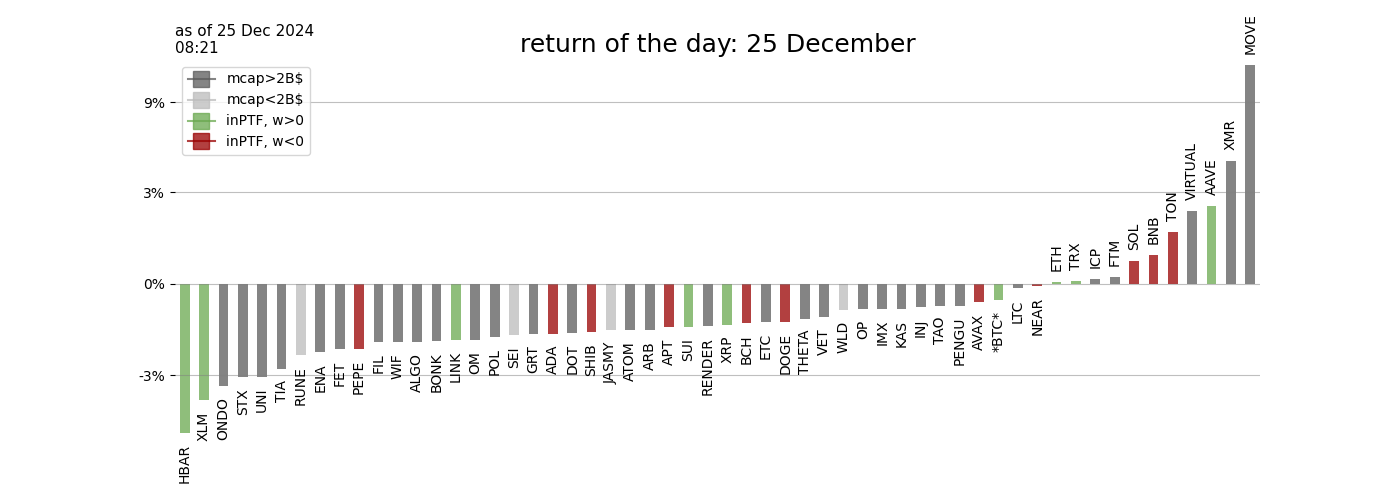 as of 25 Dec 2024
08:21
return of the day: 25 December
mcap>2B$
mcap<2B$
inPTF, w>0
inPTF, w<0
9%
3%
0%
-3%
HBAR
XLM
ONDO
STX
UNI
TIA
RUNE
ENA
FET
PEPE
FIL
WIF
ALGO
BONK
LINK
OM
POL
SEI
GRT
ADA
DOT
SHIB
JASMY
ATOM
ARB
APT
SUI
RENDER
XRP
BCH
ETC
DOGE
THETA
VET
WLD
OP
IMX
KAS
INJ
TAO
PENGU
AVAX
*BTC*
LTC
NEAR
ETH
TRX
ICP
FTM
SOL
BNB
TON
VIRTUAL
AAVE
XMR
MOVE